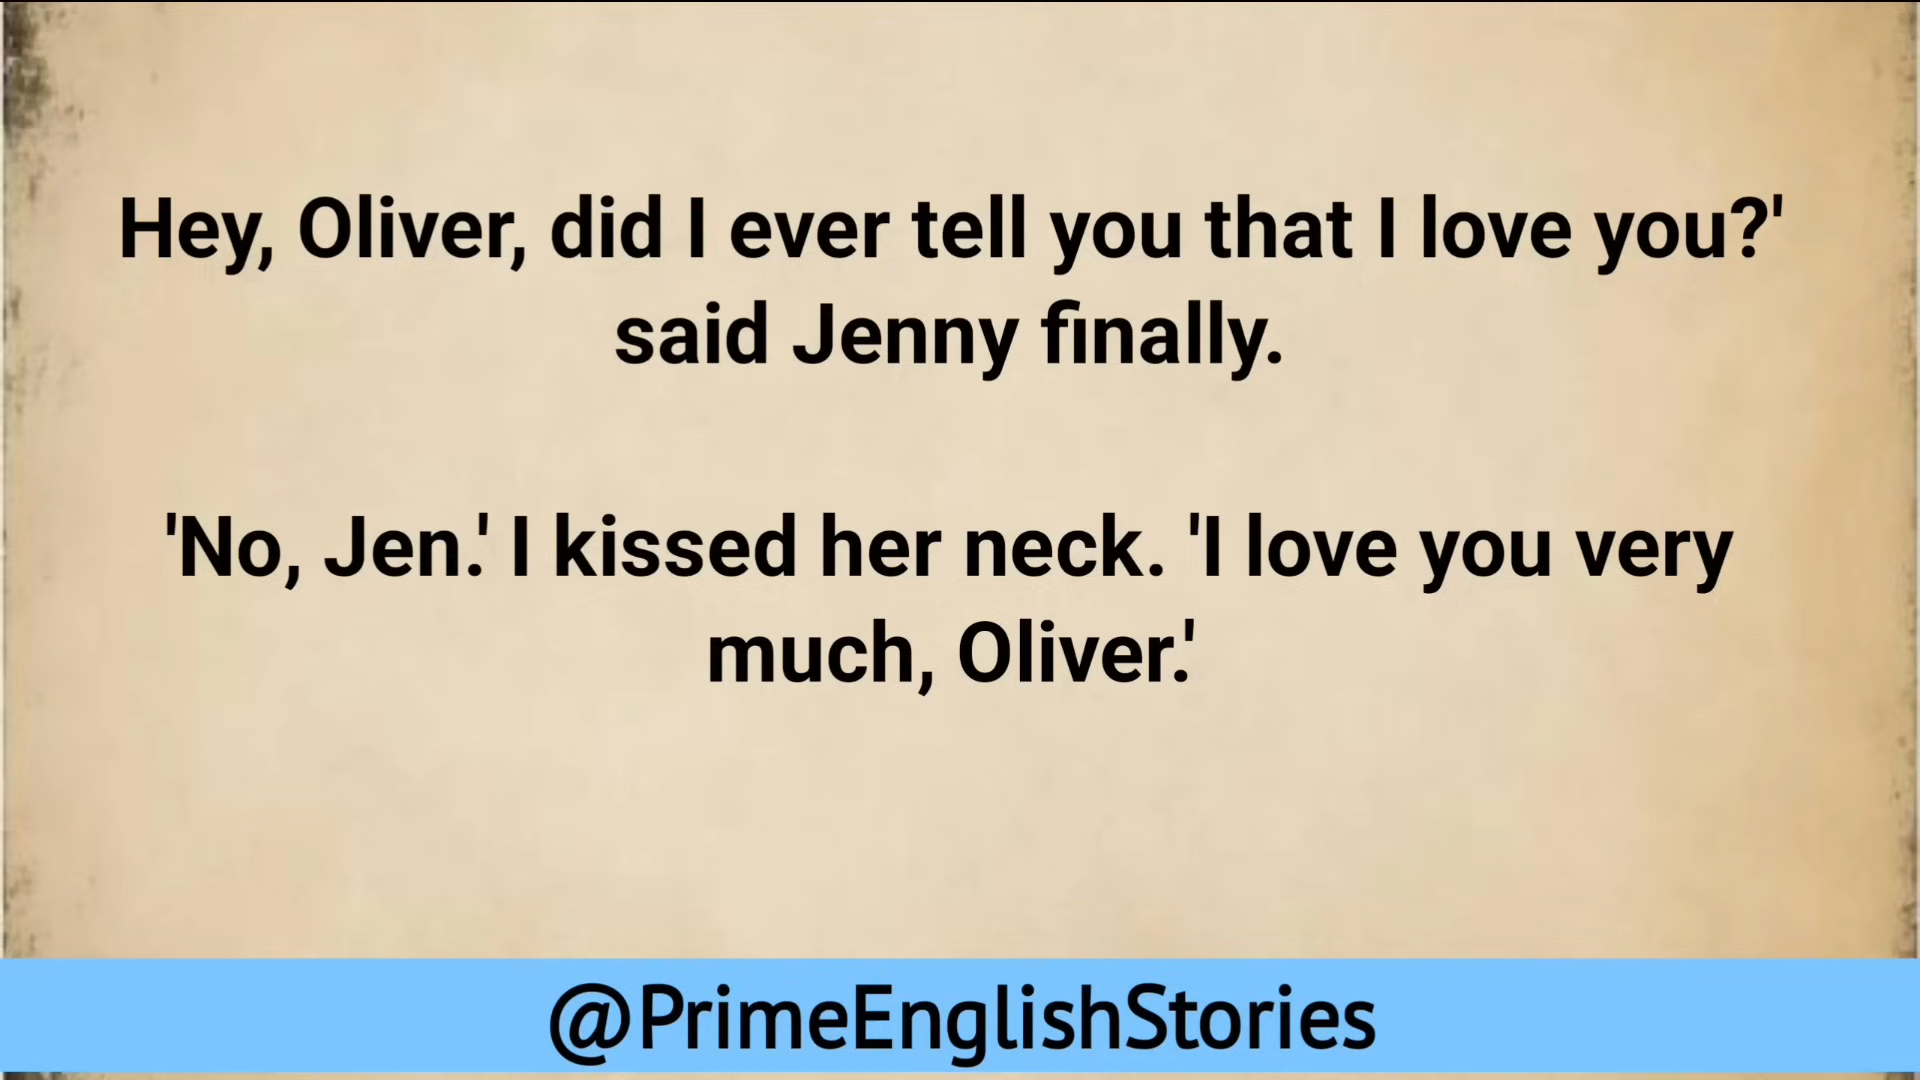 Hey, Oliver, did I ever tell you that I love you?'
said Jenny finally.
'No, Jen.' I kissed her neck. 'I love you very
much, Oliver.'
@PrimeEnglishStories